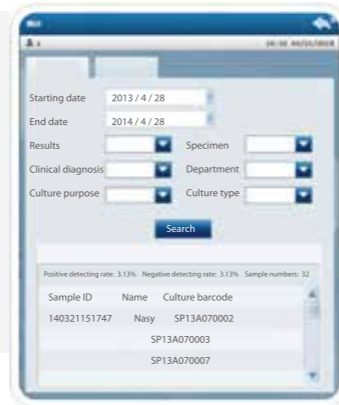 Starting date 2013 / 4 / 28
End date 2014 / 4 / 28
Results Specimen
Clinical diagnosis Department
Culture purpose Culture type
Search
Positive detecting rate: 3.13% Negative detecting rate: 3.13% Sample numbers: 32
Sample ID Name Culture barcode
140321151747 Nasy SP13A070002
SP13A070003
SP13A070007